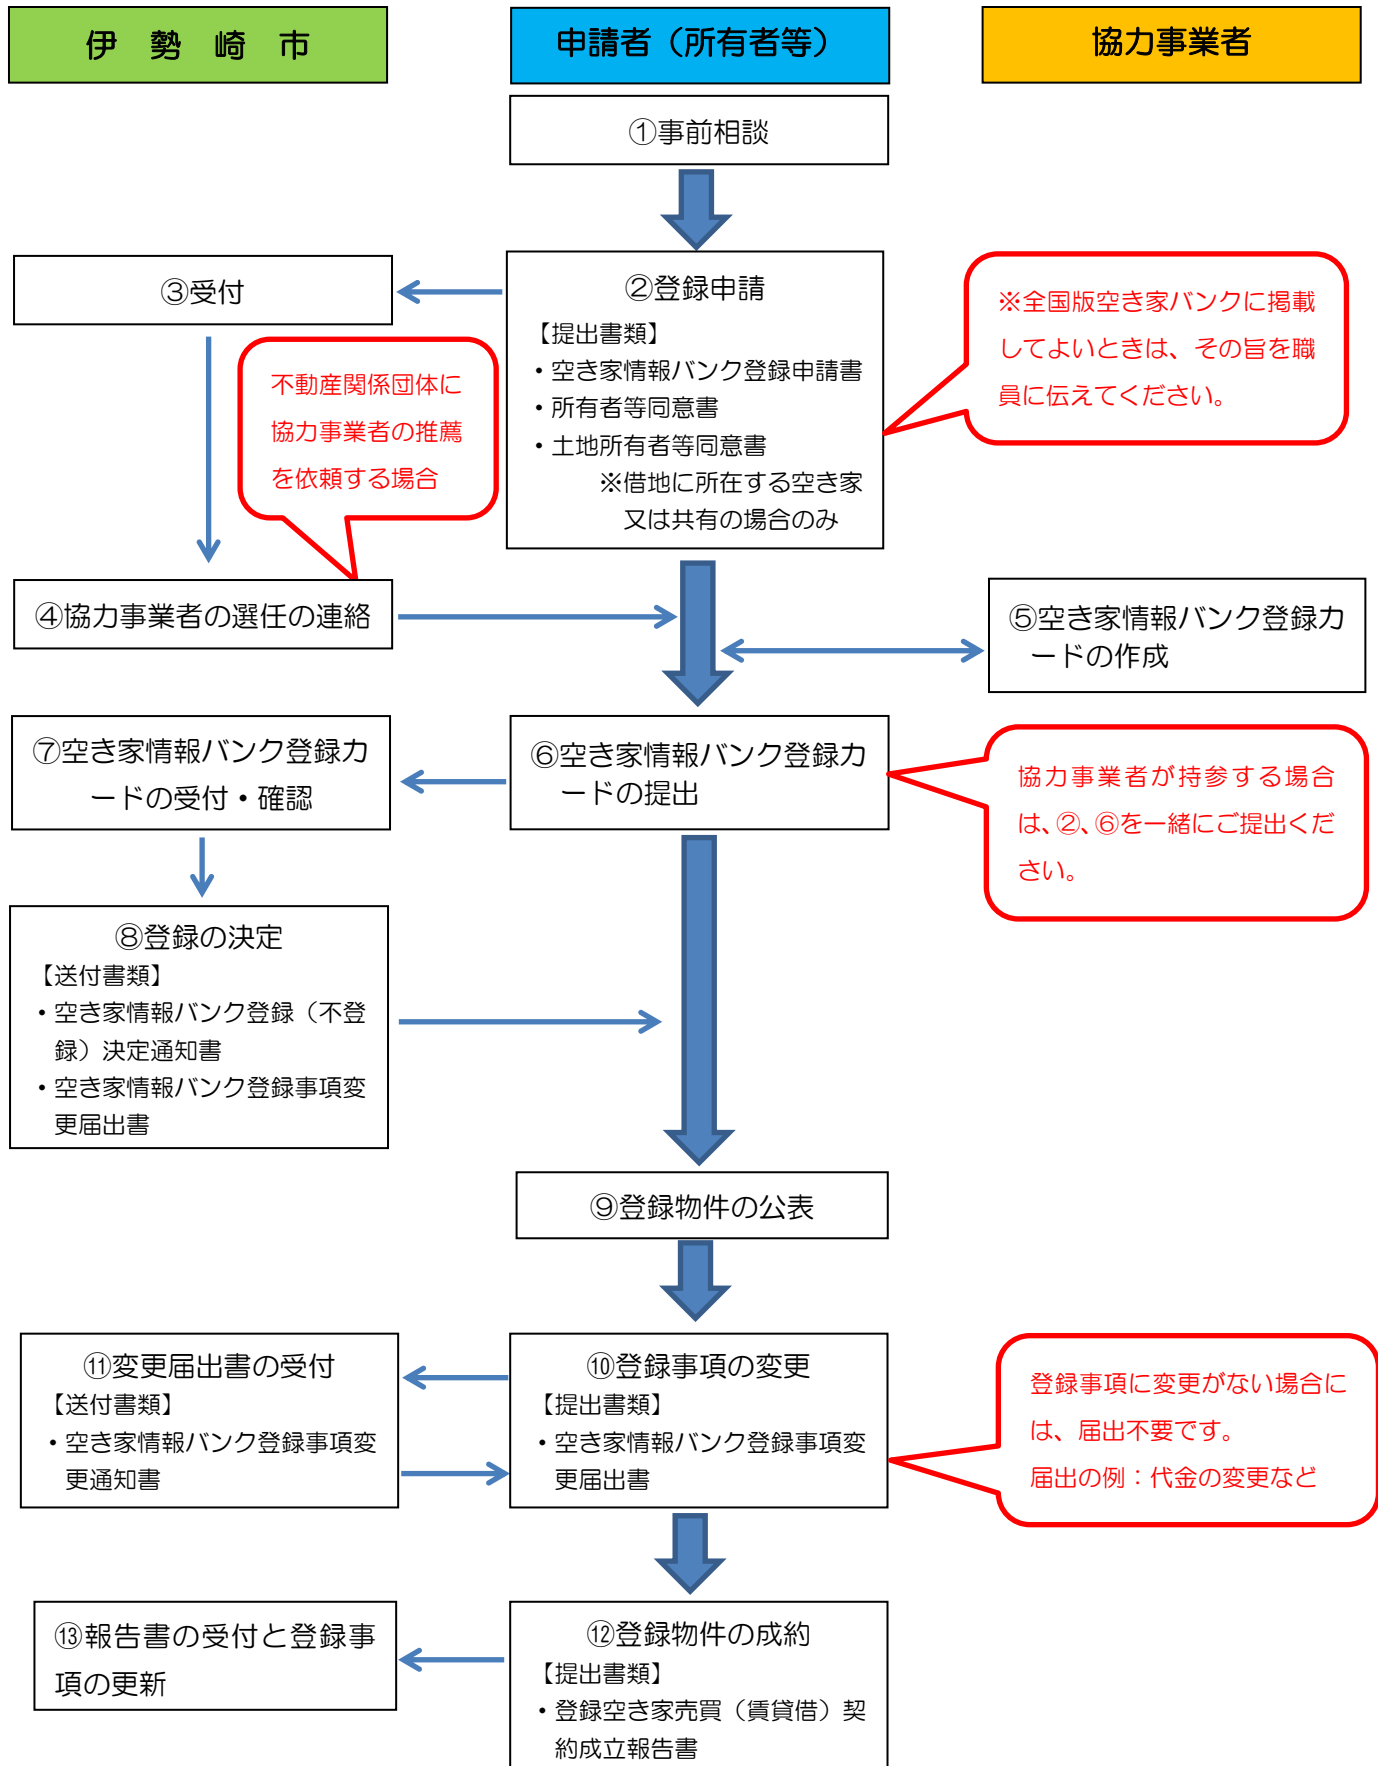 伊 勢 崎 市
申請者（所有者等）
協力事業者
①事前相談
③受付
②登録申請
【提出書類】
・空き家情報バンク登録申請書
・所有者等同意書
・土地所有者等同意書
※借地に所在する空き家
又は共有の場合のみ
※全国版空き家バンクに掲載
してよいときは、その旨を職
員に伝えてください。
不動産関係団体に
協力事業者の推薦
を依頼する場合
④協力事業者の選任の連絡
⑤空き家情報バンク登録カ
ードの作成
⑦空き家情報バンク登録カ
ードの受付・確認
⑥空き家情報バンク登録カ
ードの提出
協力事業者が持参する場合
は、②、⑥を一緒にご提出くだ
さい。
⑧登録の決定
【送付書類】
・空き家情報バンク登録（不登
録）決定通知書
・空き家情報バンク登録事項変
更届出書
⑨登録物件の公表
⑪変更届出書の受付
【送付書類】
・空き家情報バンク登録事項変
更通知書
⑩登録事項の変更
【提出書類】
・空き家情報バンク登録事項変
更届出書
登録事項に変更がない場合に
は、届出不要です。
届出の例：代金の変更など
⑬報告書の受付と登録事
項の更新
⑫登録物件の成約
【提出書類】
・登録空き家売買（賃貸借）契
約成立報告書